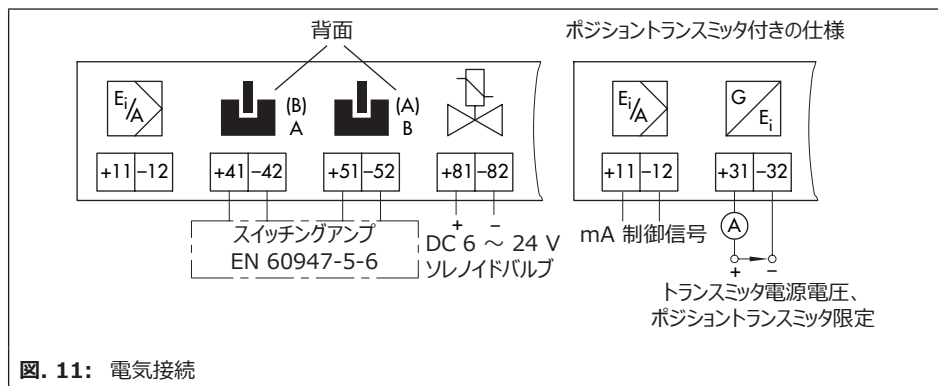 背面
ポジショントランスミッタ付きの仕様
Ei/A
(B)
A
(A)
B
Ei/A
G
Ei
+11 −12
+41 −42
+51 −52
+81 −82
+11 −12
+31 −32
スイッチングアンプ
EN 60947-5-6
+ −
DC 6 ～ 24 V
ソレノイドバルブ
mA 制御信号
A
+ −
トランスミッタ電源電圧、
ポジショントランスミッタ限定
図. 11: 電気接続